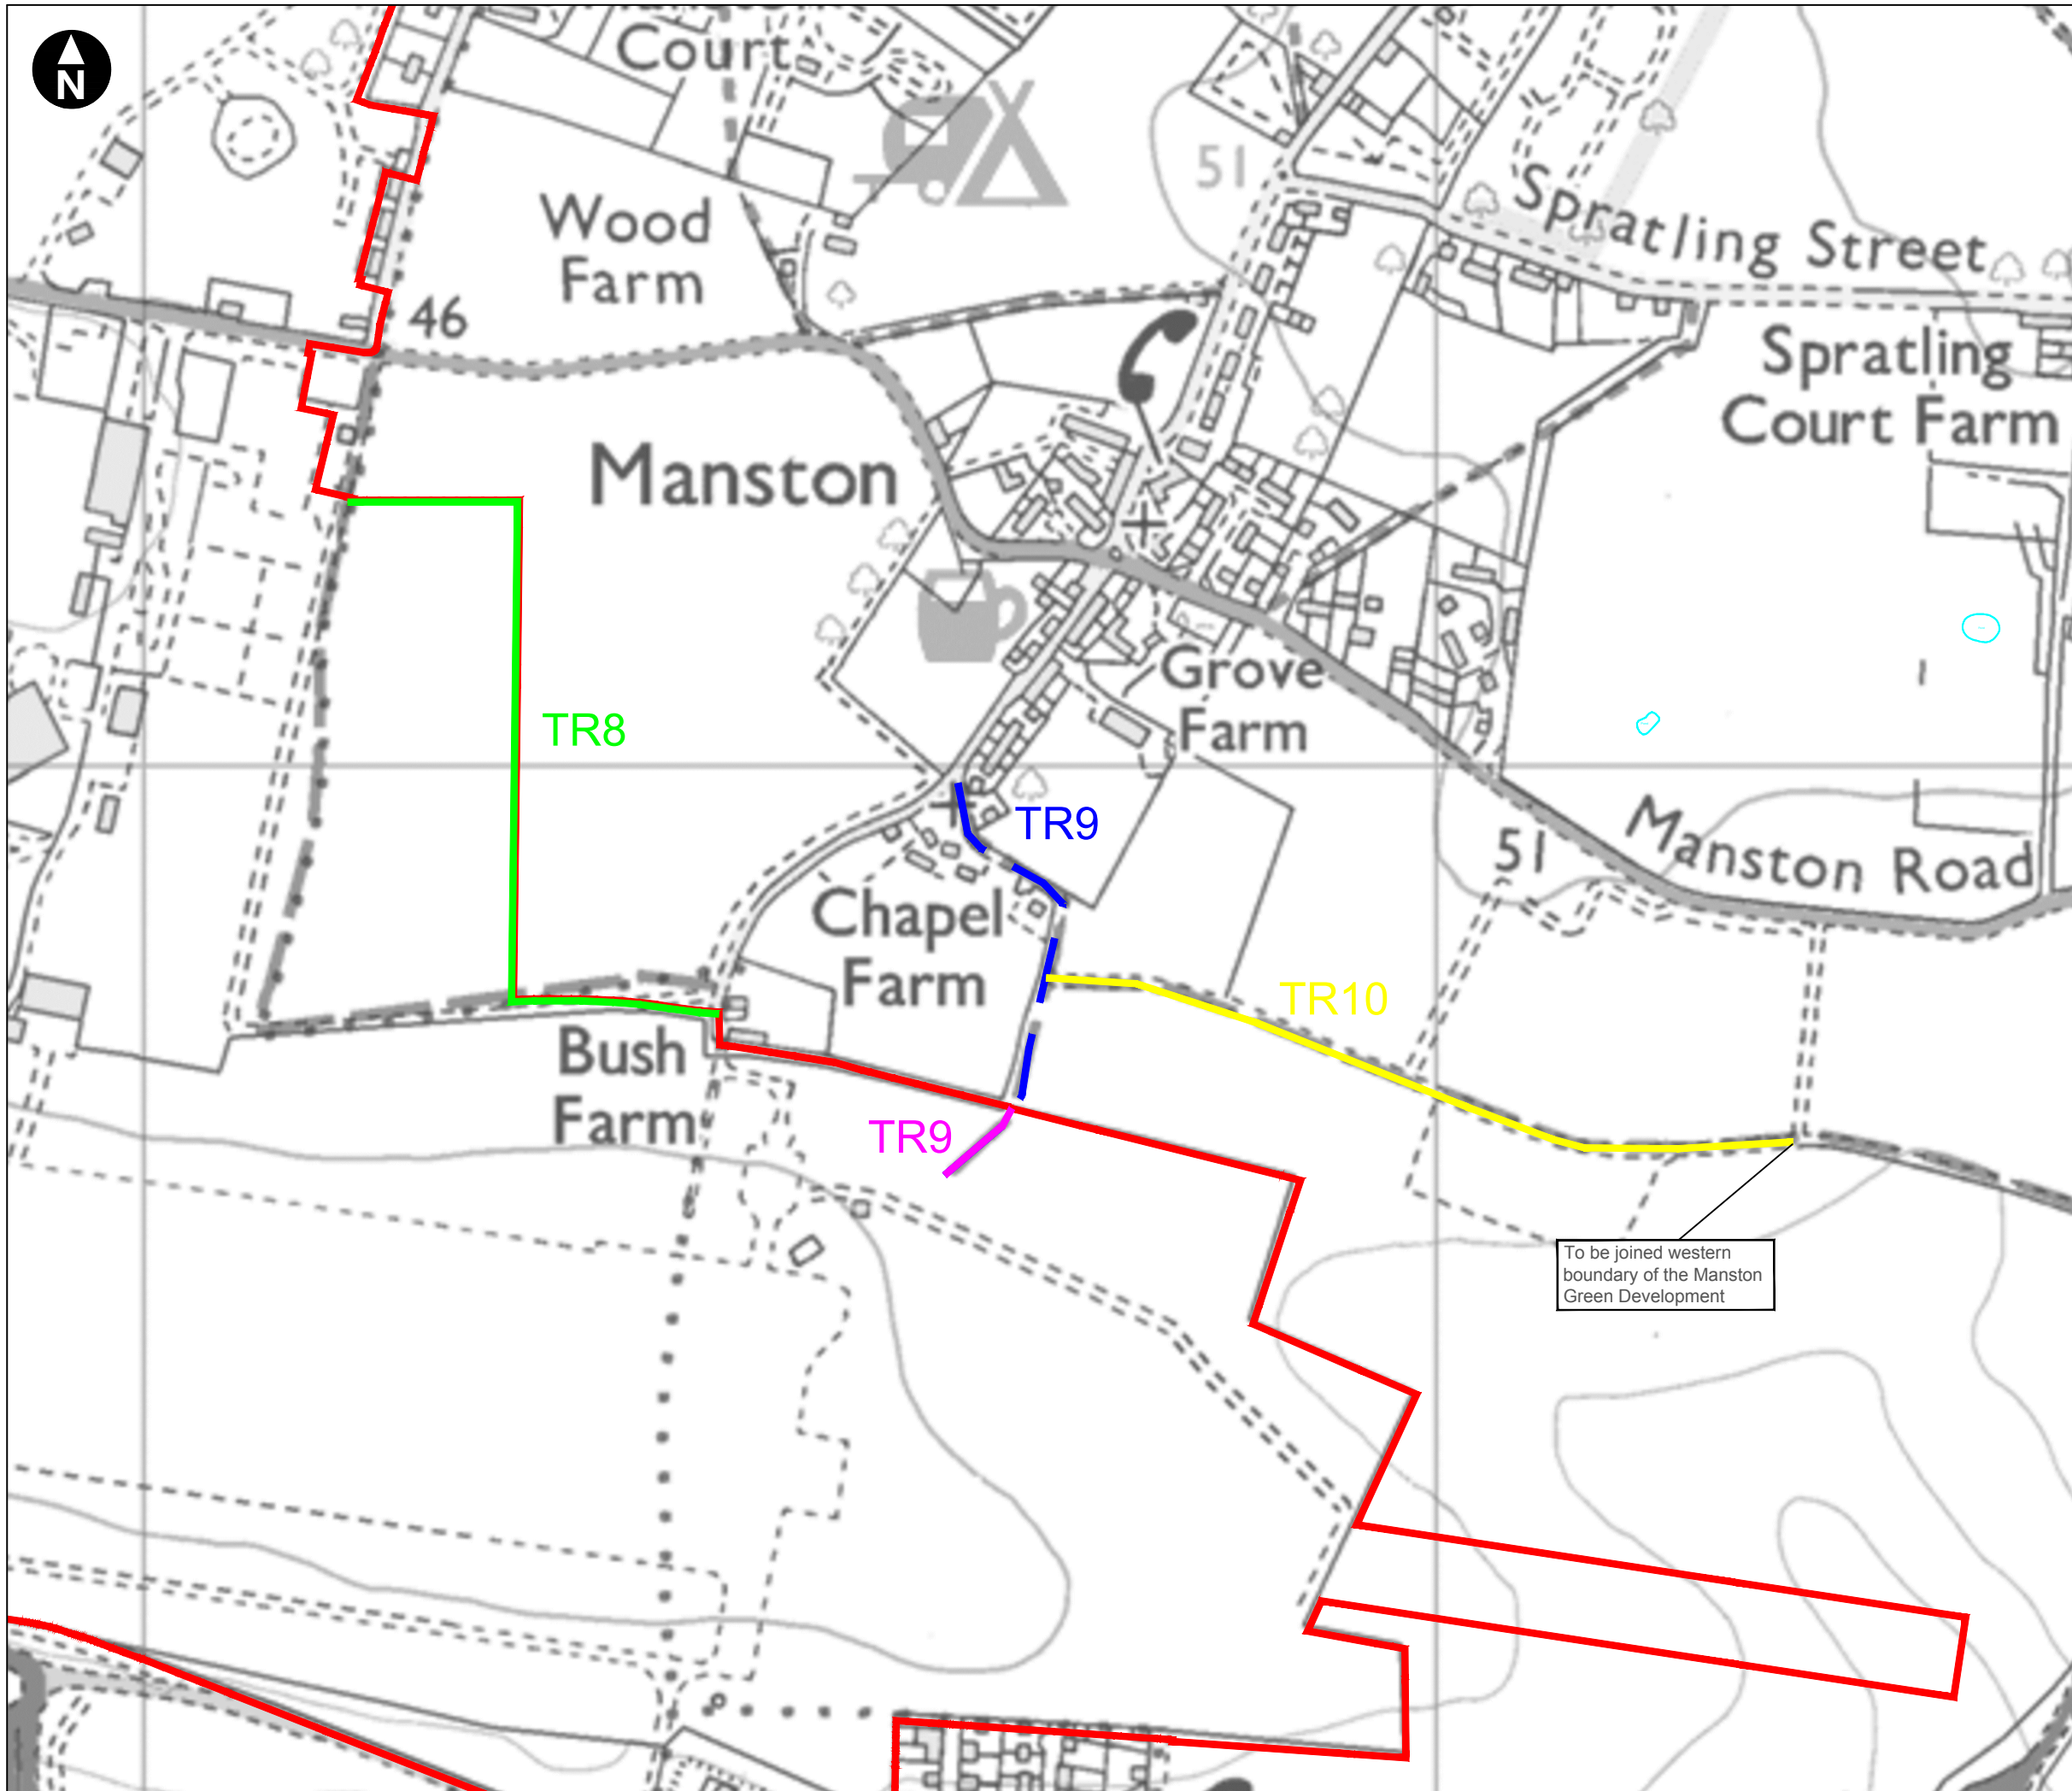 N
Court
51
Wood
Farm
Spratling Street
46
Spratling
Court Farm
Manston
Grove
Farm
TR8
TR9
Manston Road
51
Chapel
Farm
TR10
Bush
Farm
TR9
To be joined western
boundary of the Manston
Green Development